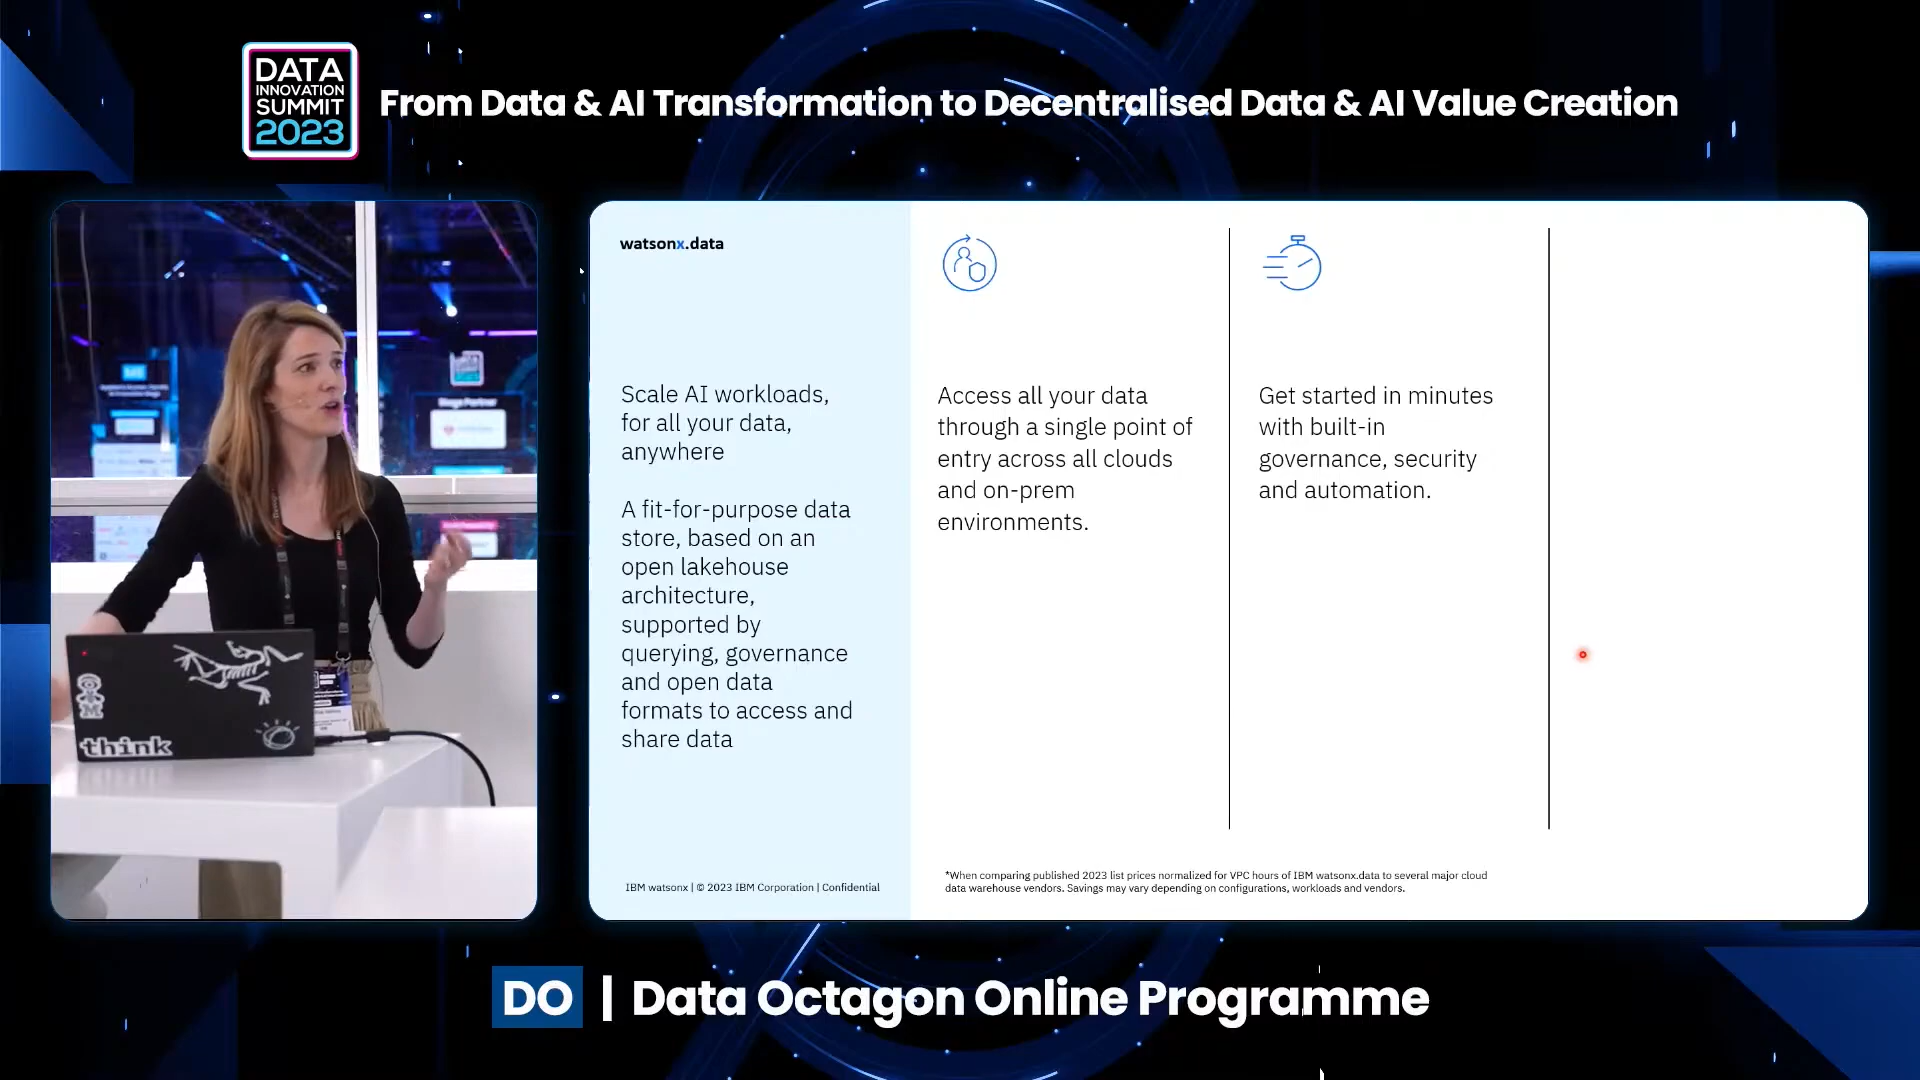 DATA
INNOVATION
SUMMIT
2023
From Data & AI Transformation to Decentralised Data & AI Value Creation
think
watsonx.data
Scale AI workloads,
for all your data,
anywhere
A fit-for-purpose data
store, based on an
open lakehouse
architecture,
supported by
querying, governance
and open data
formats to access and
share data
IBM watsonx | © 2023 IBM Corporation | Confidential
Access all your data
through a single point of
entry across all clouds
and on-prem
environments.
Get started in minutes
with built-in
governance, security
and automation.
*When comparing published 2023 list prices normalized for VPC hours of IBM watsonx.data to several major cloud
data warehouse vendors. Savings may vary depending on configurations, workloads and vendors.
DO | Data Octagon Online Programme